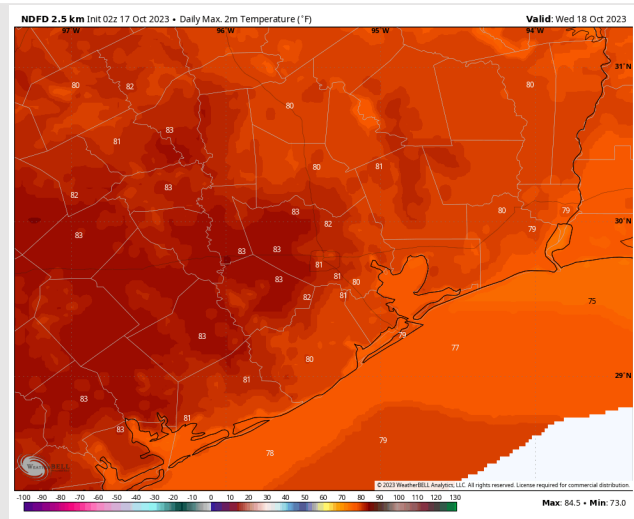 NDFD 2.5 km Init 02z 17 Oct 2023 • Daily Max. 2m Temperature (°F)
Valid: Wed 18 Oct 2023
97°W 96°W 95°W 94°W
31°N
80 82 80 80
83
81
80 81
82 83
83 80 79
30°N
82 79
83
83 83
81
81 80
83
82 81
75
79
83
77
80
29°N
81
83
81
83
79
78
WeatherBELL
© 2023 WeatherBELL Analytics, LLC. All rights reserved. License required for commercial distribution.
-100 -90 -80 -70 -60 -50 -40 -30 -20 -10 0 10 20 30 40 50 60 70 80 90 100 110 120 130
Max: 84.5 • Min: 73.0